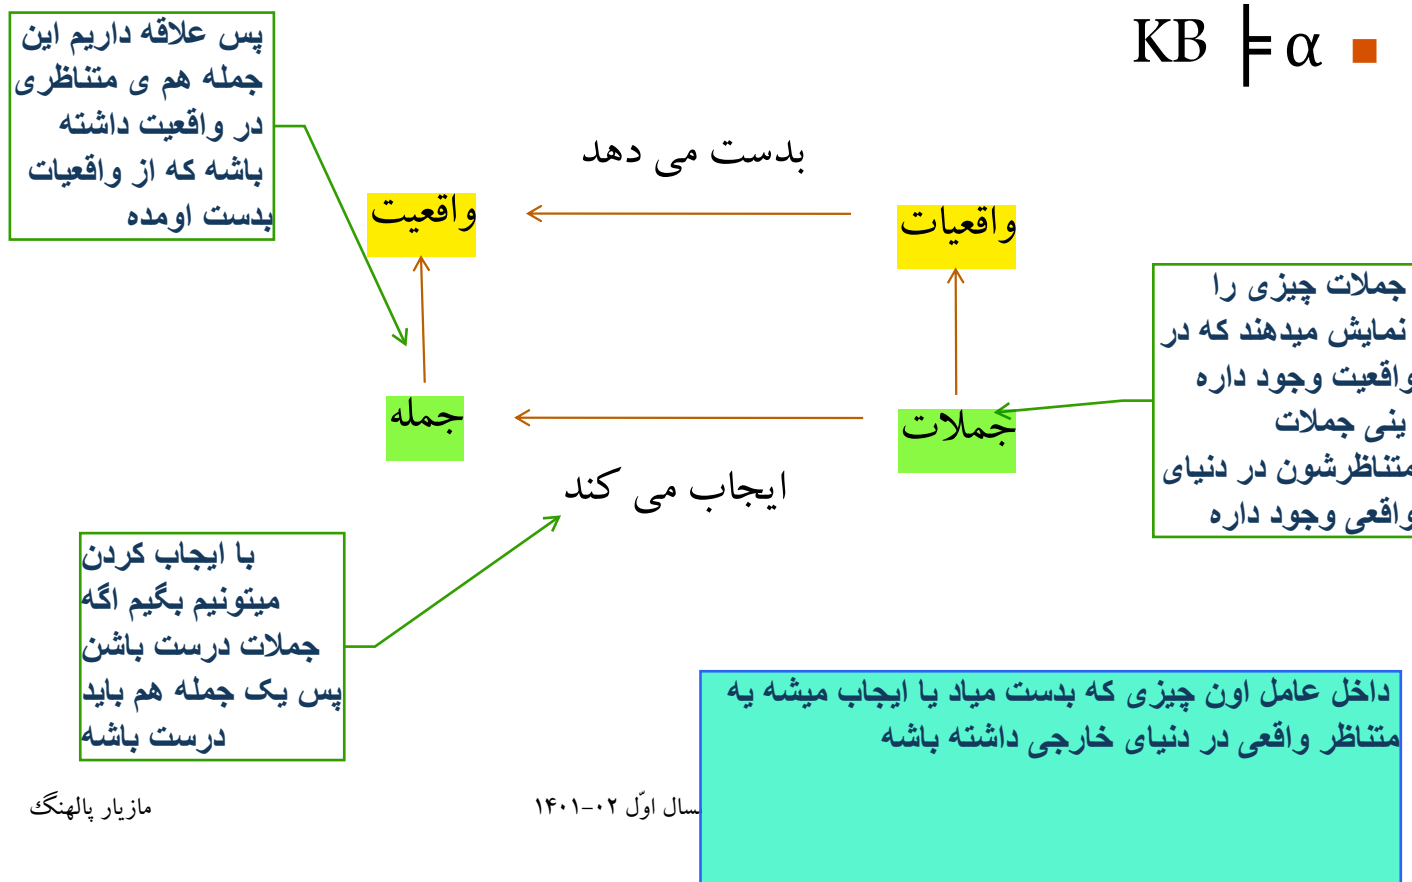 KB ⊨ α
پس علاقه داریم این
جمله هم ی متناظری
در واقعیت داشته
باشه که از واقعیات
بدست اومده
بدست می دهد
واقعیات
واقعیت
جملات چیزی را
نمایش میدهند که در
واقعیت وجود داره
ینی جملات
متناظرشون در دنیای
واقعی وجود داره
جملات
جمله
ایجاب می کند
با ایجاب کردن
میتونیم بگیم اگه
جملات درست باشن
پس یک جمله هم باید
درست باشه
داخل عامل اون چیزی که بدست میاد یا ایجاب میشه یه
متناظر واقعی در دنیای خارجی داشته باشه
مازیار پالهنگ
اوّل ۰۲-۱۴۰۱